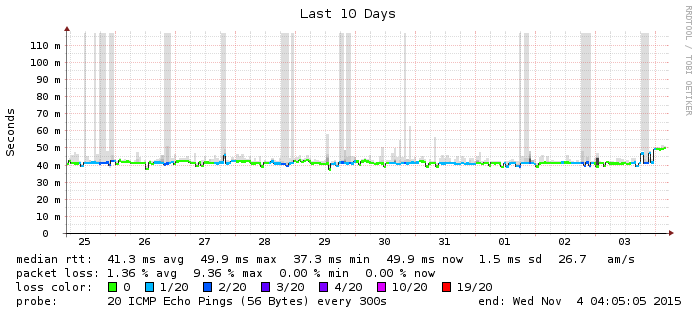 Last 10 Days
RRDTOOL / TOBI OETIKER
Seconds
110 m
100 m
90 m
80 m
70 m
60 m
50 m
40 m
30 m
20 m
10 m
0
25 26 27 28 29 30 31 01 02 03
median rtt: 41.3 ms avg 49.9 ms max 37.3 ms min 49.9 ms now 1.5 ms sd 26.7 am/s
packet loss: 1.36 % avg 9.36 % max 0.00 % min 0.00 % now
loss color: 0 1/20 2/20 3/20 4/20 10/20 19/20
probe: 20 ICMP Echo Pings (56 Bytes) every 300s end: Wed Nov 4 04:05:05 2015